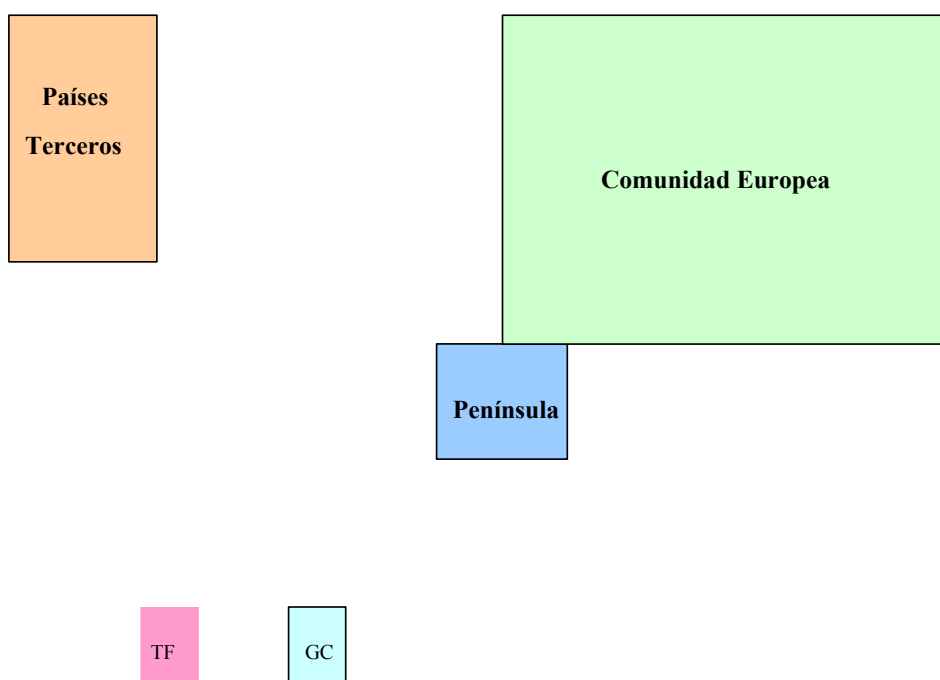 Países
Terceros
Comunidad Europea
Península
TF
GC